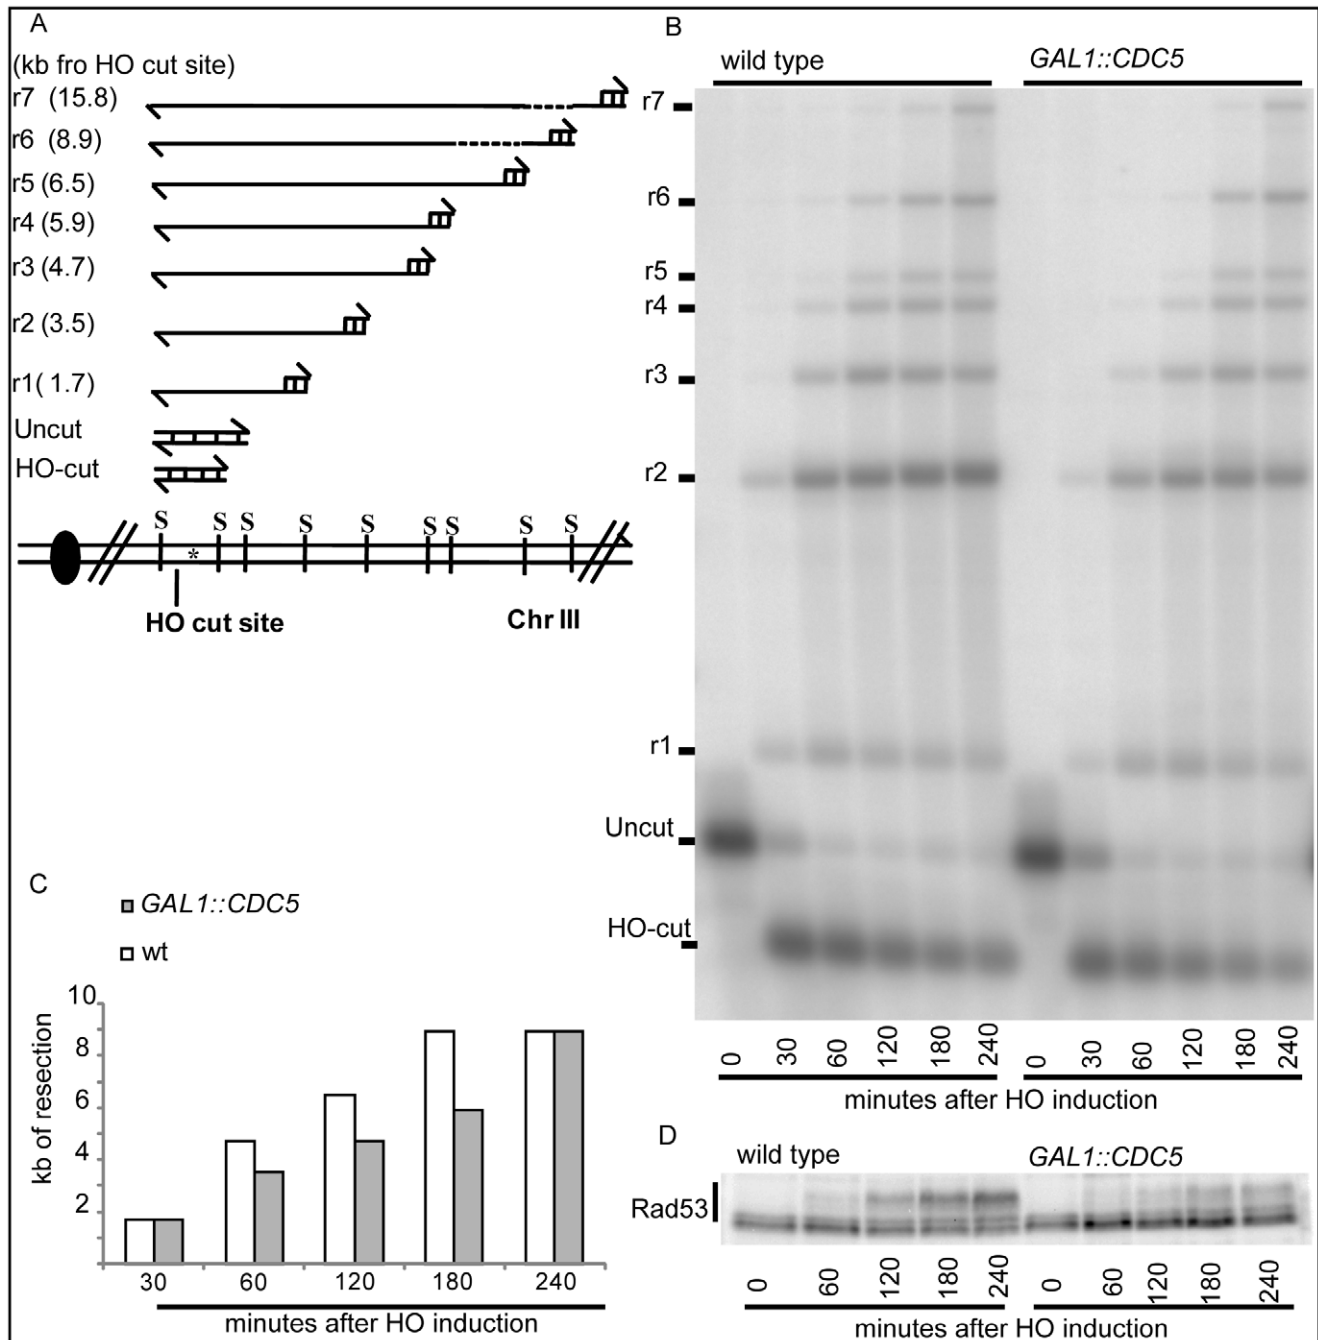 A
(kb fro HO cut site)
r7 (15.8)
r6 (8.9)
r5 (6.5)
r4 (5.9)
r3 (4.7)
r2 (3.5)
r1( 1.7)
Uncut
HO-cut
S S S S S S S S S
*
HO cut site
Chr III
B
wild type GAL1::CDC5
r7
r6
r5
r4
r3
r2
r1
Uncut
HO-cut
0 30 60 120 180 240 0 30 60 120 180 240
minutes after HO induction
C
GAL1::CDC5
wt
kb of resection
10
8
6
4
2
30 60 120 180 240
minutes after HO induction
D
wild type GAL1::CDC5
Rad53
0 60 120 180 240 0 60 120 180 240
minutes after HO induction